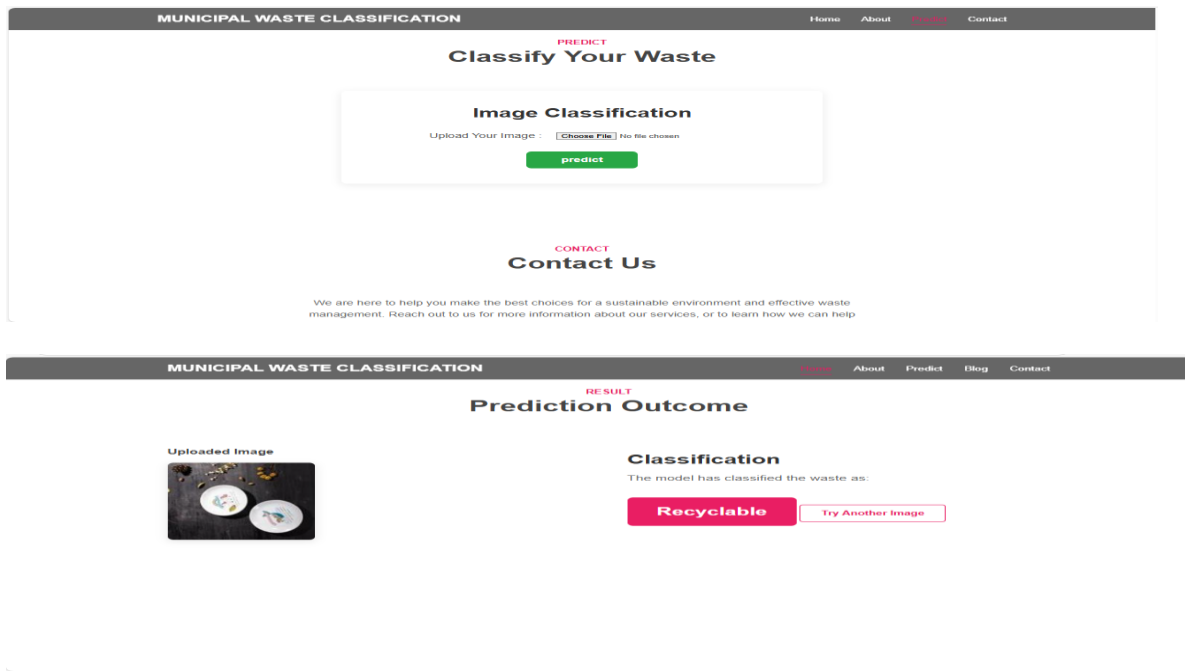 MUNICIPAL WASTE CLASSIFICATION
Home About Predict Contact
PREDICT
Classify Your Waste
Image Classification
Upload Your Image : Choose File No file chosen
predict
CONTACT
Contact Us
We are here to help you make the best choices for a sustainable environment and effective waste
management. Reach out to us for more information about our services, or to learn how we can help
MUNICIPAL WASTE CLASSIFICATION
Home About Predict Blog Contact
RESULT
Prediction Outcome
Uploaded Image
Classification
The model has classified the waste as:
Recyclable Try Another Image